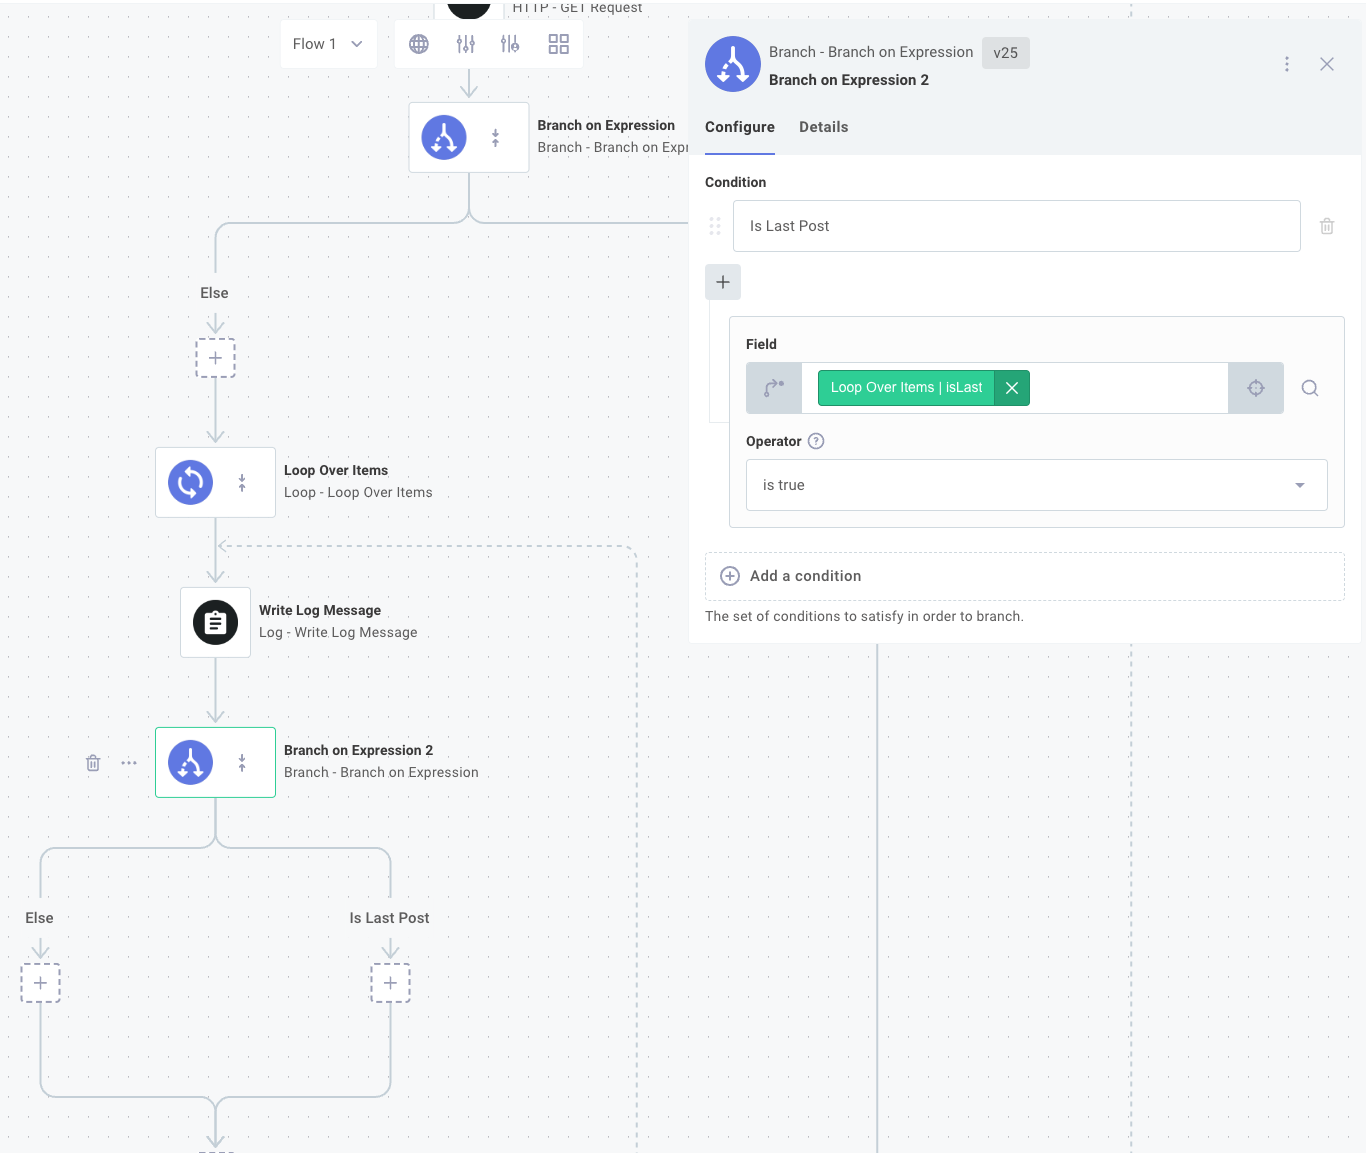 HTTP - GET Request
Flow 1
Branch on Expression
Branch - Branch on Expr
Else
Loop Over Items
Loop - Loop Over Items
Write Log Message
Log - Write Log Message
Branch on Expression 2
Branch - Branch on Expression
Else
Is Last Post
Branch - Branch on Expression v25
Branch on Expression 2
Configure Details
Condition
Is Last Post
Field
Loop Over Items | isLast
Operator ?
is true
Add a condition
The set of conditions to satisfy in order to branch.